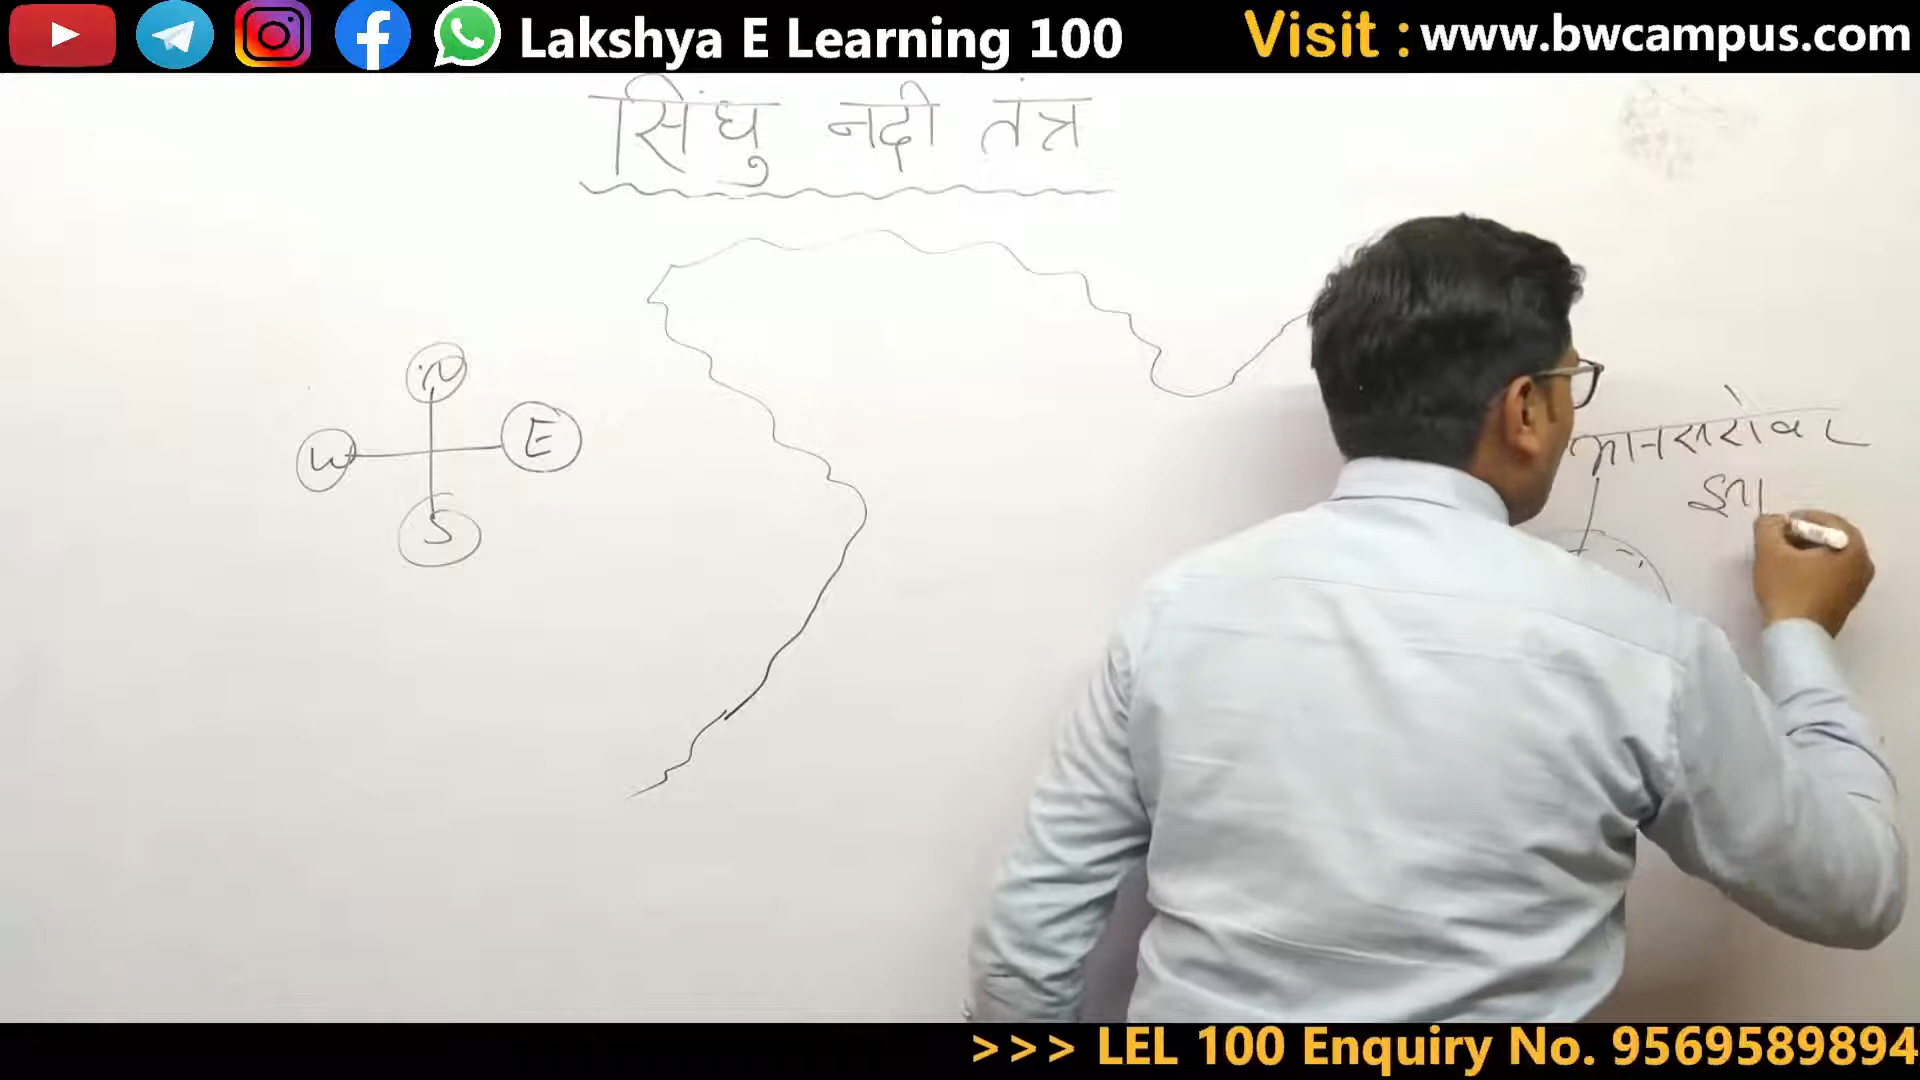 Lakshya E Learning 100
Visit : www.bwcampus.com
सिंघु नदी तंत्र
N
W
E
S
मानसरोवर
>>> LEL 100 Enquiry No. 9569589894